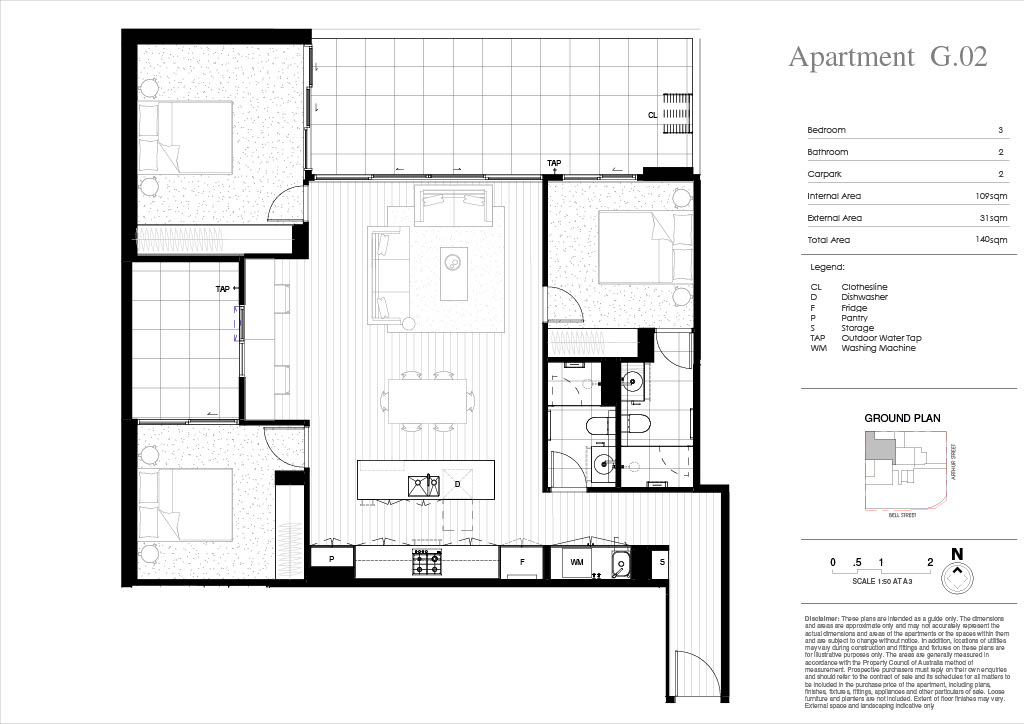 Apartment G.02
Bedroom 3
Bathroom 2
Carpark 2
Internal Area 109sqm
External Area 31sqm
Total Area 140sqm
Legend:
CL Clothesline
D Dishwasher
F Fridge
P Pantry
S Storage
TAP Outdoor Water Tap
WM Washing Machine
CL
TAP
TAP
D
P
F
WM
S
GROUND PLAN
ARTHUR STREET
BELL STREET
0 .5 1 2
N
SCALE 1:50 AT A3
Disclaimer: These plans are intended as a guide only. The dimensions
and areas are approximate only and may not accurately represent the
actual dimensions and areas of the apartments or the spaces within them
and are subject to change without notice. In addition, locations of utilities
may vary during construction and fittings and fixtures on these plans are
for illustrative purposes only. The areas are generally measured in
accordance with the Property Council of Australia method of
measurement. Prospective purchasers must reply on their own enquiries
and should refer to the contract of sale and its schedules for all matters to
be included in the purchase price of the apartment, including plans,
finishes, fixtures, fittings, appliances and other particulars of sale. Loose
furniture and planters are not included. Extent of floor finishes may vary.
External space and landscaping indicative only